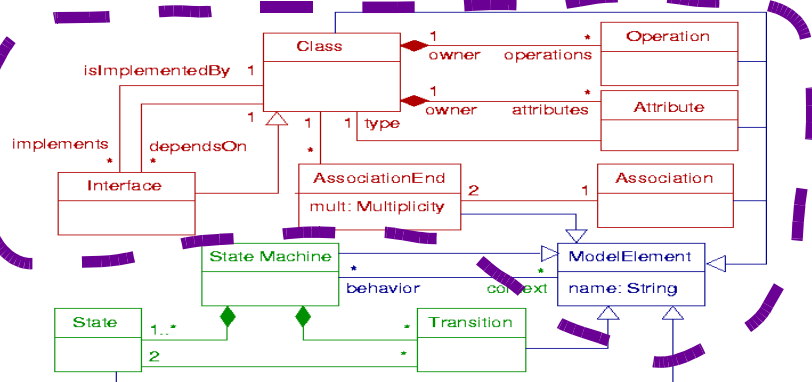 Class
1
*
Operation
owner
operations
isImplementedBy
1
1
*
owner
attributes
Attribute
1
1
1
type
implements
*
*
dependsOn
*
Interface
AssociationEnd
2
1
Association
mult: Multiplicity
State Machine
*
*
ModelElement
behavior
context
name: String
State
1..*
*
Transition
2
*